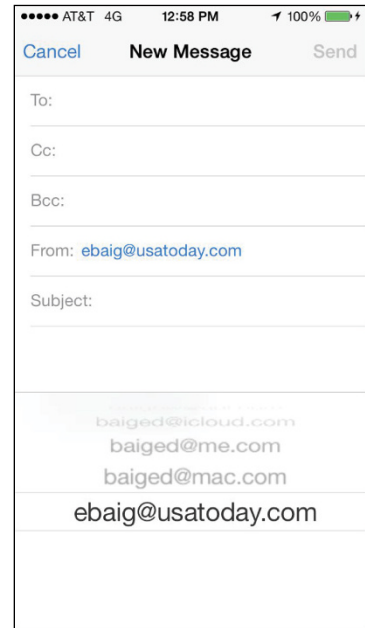 AT&T 4G 12:58 PM 100%
Cancel New Message Send
To:
Cc:
Bcc:
From: ebaig@usatoday.com
Subject:
baiged@icloud.com
baiged@me.com
baiged@mac.com
ebaig@usatoday.com